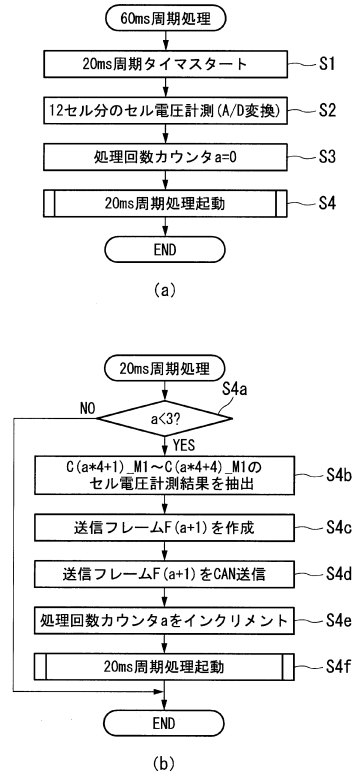 60ms周期処理
20ms周期タイマスタート
S1
12セル分のセル電圧計測(A/D変換)
S2
処理回数カウンタa=0
S3
20ms周期処理起動
S4
END
(a)
20ms周期処理
S4a
a<3?
NO
YES
C(a*4+1)_M1～C(a*4+4)_M1の
セル電圧計測結果を抽出
S4b
送信フレームF(a+1)を作成
S4c
送信フレームF(a+1)をCAN送信
S4d
処理回数カウンタaをインクリメント
S4e
20ms周期処理起動
S4f
END
(b)